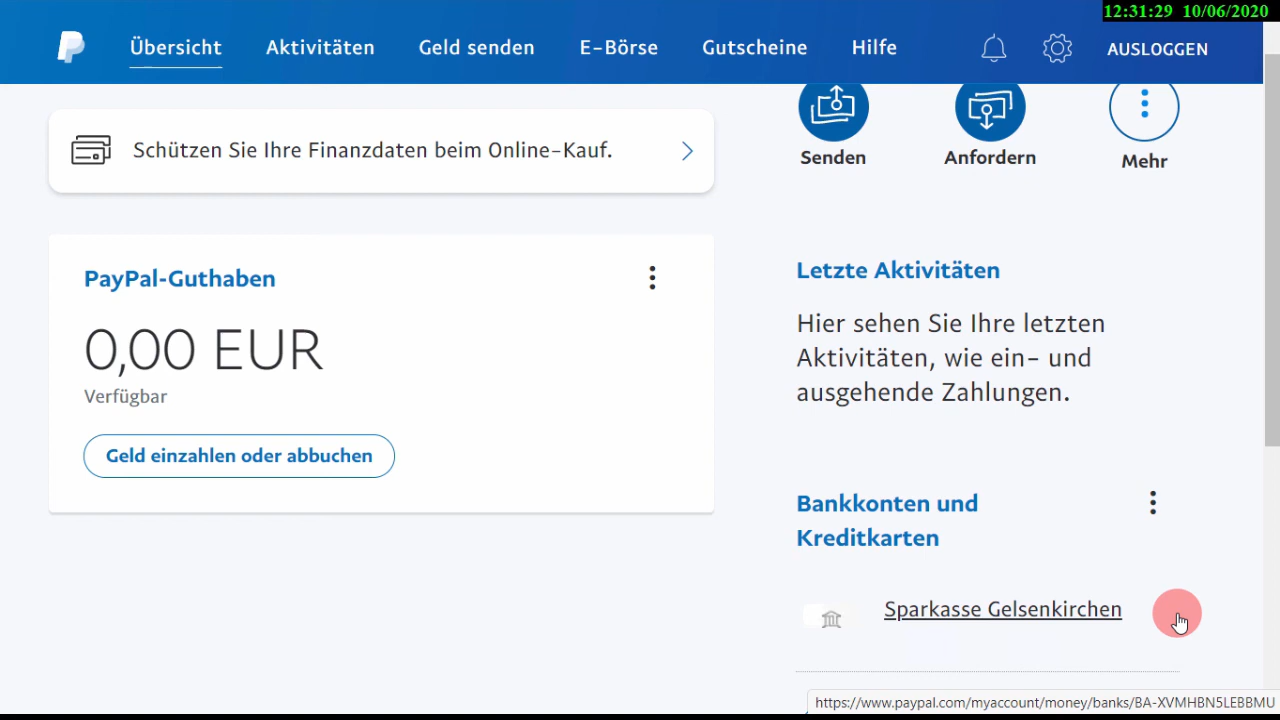 12:31:29 10/06/2020
Übersicht
Aktivitäten
Geld senden
E-Börse
Gutscheine
Hilfe
AUSLOGGEN
Schützen Sie Ihre Finanzdaten beim Online-Kauf.
Senden
Anfordern
Mehr
PayPal-Guthaben
0,00 EUR
Verfügbar
Geld einzahlen oder abbuchen
Letzte Aktivitäten
Hier sehen Sie Ihre letzten
Aktivitäten, wie ein- und
ausgehende Zahlungen.
Bankkonten und
Kreditkarten
Sparkasse Gelsenkirchen
https://www.paypal.com/myaccount/money/banks/BA-XVMHBN5LEBBMU